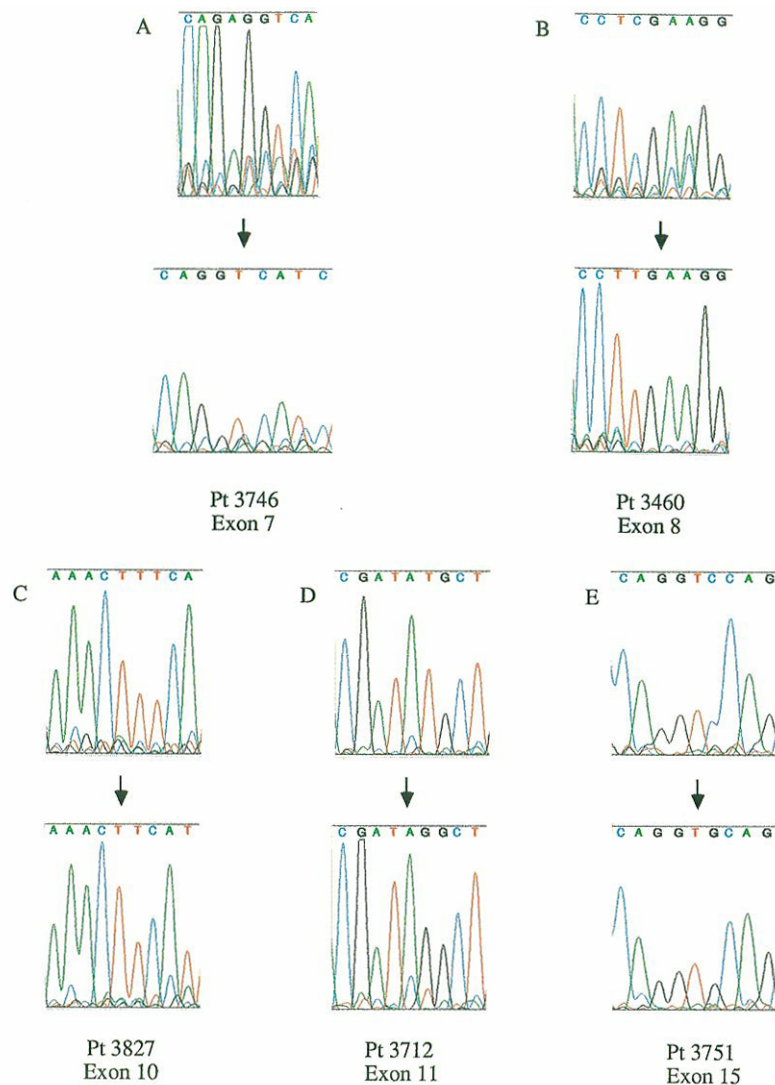 A
C A G A G G T C A
B
C C T C G A A G G
C A G G T C A T C
C C T T G A A G G
Pt 3746
Exon 7
Pt 3460
Exon 8
C
A A A C T T T C A
D
C G A T A T G C T
E
C A G G T C C A G
A A A C T T C A T
C G A T A G G C T
C A G G T G C A G
Pt 3827
Exon 10
Pt 3712
Exon 11
Pt 3751
Exon 15